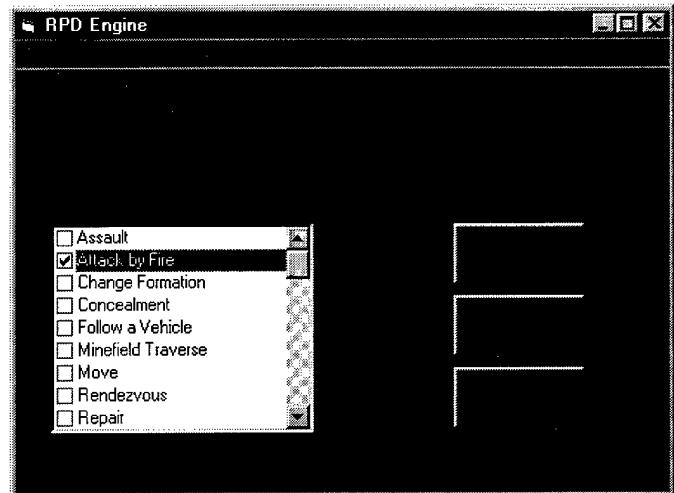 RPD Engine
Assault
Attack by Fire
Change Formation
Concealment
Follow a Vehicle
Minefield Traverse
Move
Rendezvous
Repair